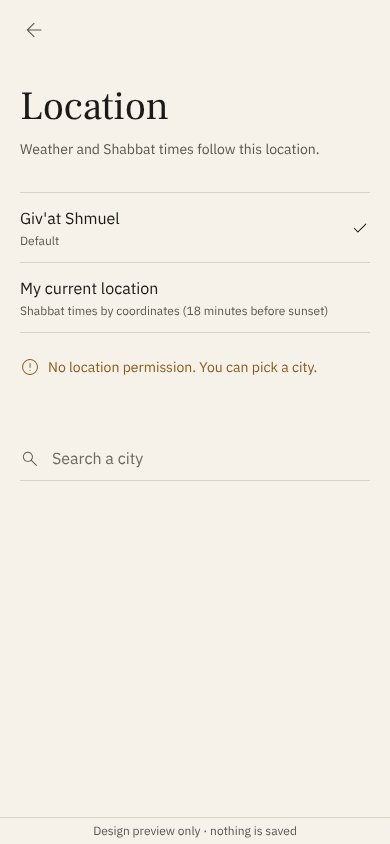 Location
Weather and Shabbat times follow this location.
Giv'at Shmuel
Default
My current location
Shabbat times by coordinates (18 minutes before sunset)
No location permission. You can pick a city.
Search a city
Design preview only · nothing is saved